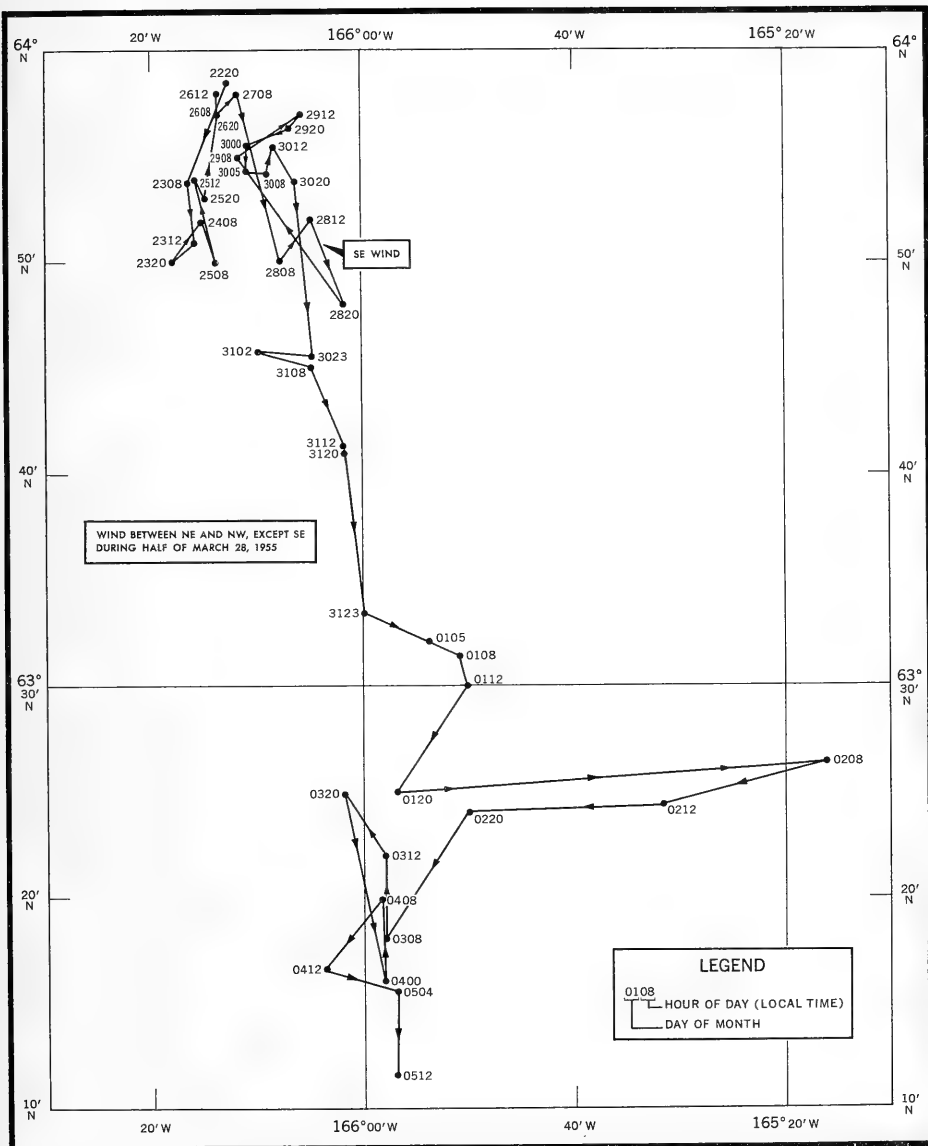 20'W 166°00'W 40'W 165°20'W
64° N
64° N
2220
2612
2708
2608
2620
2912
2920
3000
3012
2908
3005
3008
3020
2308
2512
2520
2812
2408
2312
SE WIND
2320
2508
2808
50' N
50' N
2820
3102
3023
3108
3112
3120
40' N
40' N
WIND BETWEEN NE AND NW, EXCEPT SE
DURING HALF OF MARCH 28, 1955
3123
0105
0108
0112
63° 30' N
63° 30' N
0208
0320
0120
0220
0212
0312
20' N
20' N
0408
0308
0412
0400
0504
LEGEND
0108
HOUR OF DAY (LOCAL TIME)
DAY OF MONTH
0512
10' N
10' N
20'W 166°00'W 40'W 165°20'W